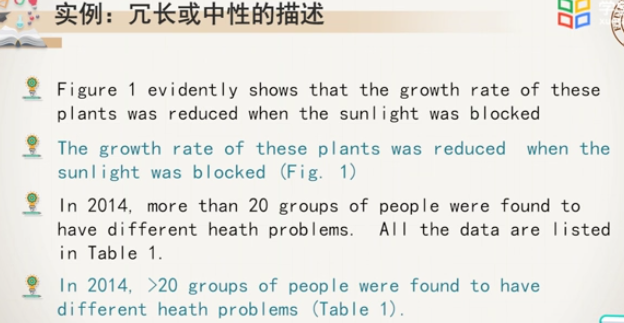 实例：冗长或中性的描述
Figure 1 evidently shows that the growth rate of these
plants was reduced when the sunlight was blocked
The growth rate of these plants was reduced when the
sunlight was blocked (Fig. 1)
In 2014, more than 20 groups of people were found to
have different heath problems. All the data are listed
in Table 1.
In 2014, >20 groups of people were found to have
different heath problems (Table 1).